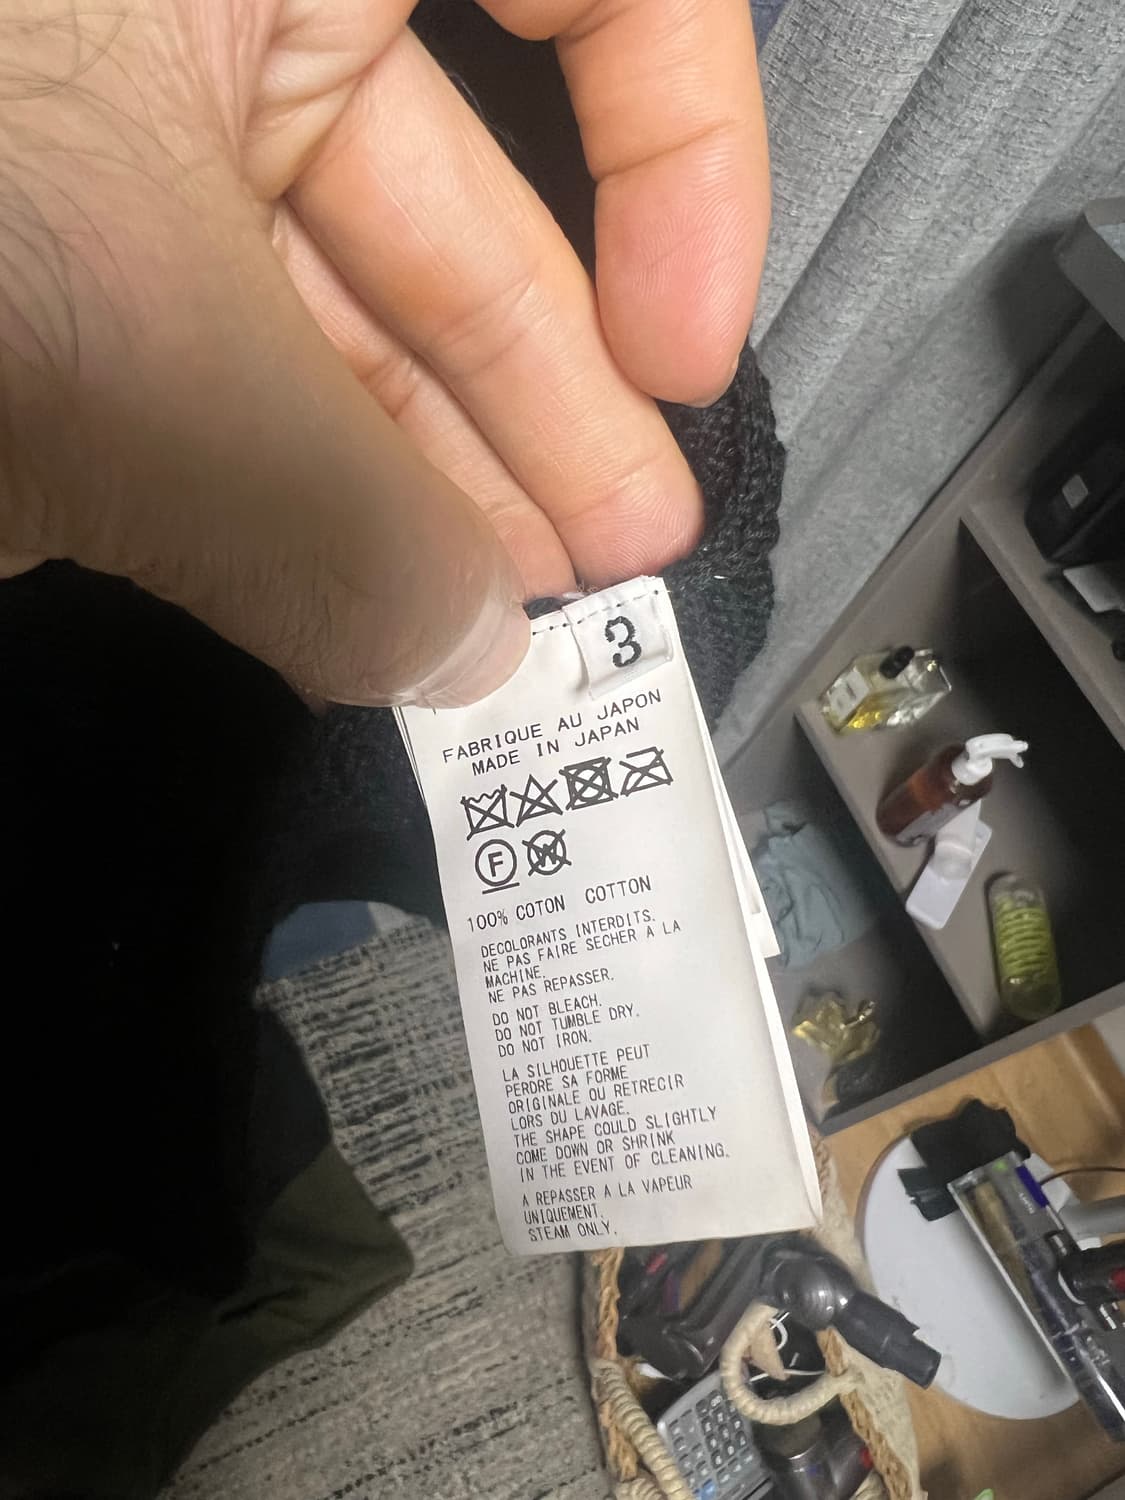 3
FABRIQUE AU JAPON
MADE IN JAPAN
F
W
100% COTON COTTON
DECOLORANTS INTERDITS.
NE PAS FAIRE SECHER A LA
MACHINE.
NE PAS REPASSER.
DO NOT BLEACH.
DO NOT TUMBLE DRY.
DO NOT IRON.
LA SILHOUETTE PEUT
PERDRE SA FORME
ORIGINALE OU RETRECIR
LORS DU LAVAGE.
THE SHAPE COULD SLIGHTLY
COME DOWN OR SHRINK
IN THE EVENT OF CLEANING.
A REPASSER A LA VAPEUR
UNIQUEMENT.
STEAM ONLY.